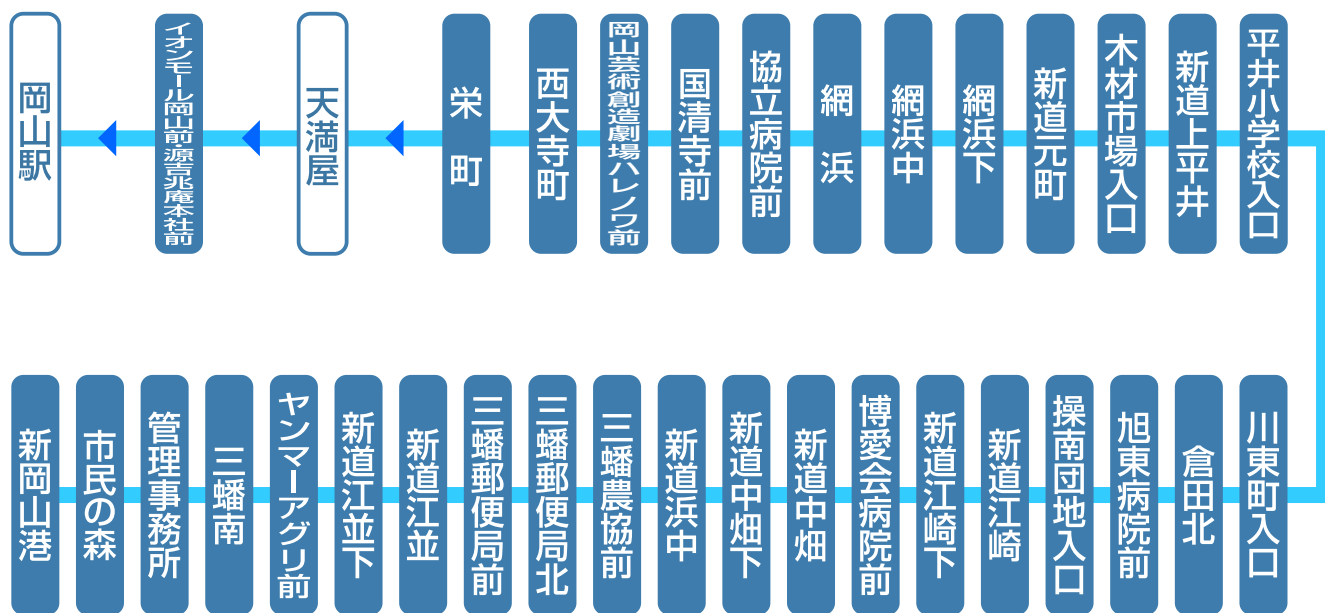 岡山駅
イオンモール岡山前・源吉兆庵本社前
天満屋
栄町
西大寺町
岡山芸術創造劇場ハレノワ前
国清寺前
協立病院前
網浜
網浜中
網浜下
新道元町
木材市場入口
新道上平井
平井小学校入口
新岡山港
市民の森
管理事務所
三蟠南
ヤンマーアグリ前
新道江並下
新道江並
三蟠郵便局前
三蟠郵便局北
三蟠農協前
新道浜中
新道中畑下
新道中畑
博愛会病院前
新道江崎下
新道江崎
操南団地入口
旭東病院前
倉田北
川東町入口